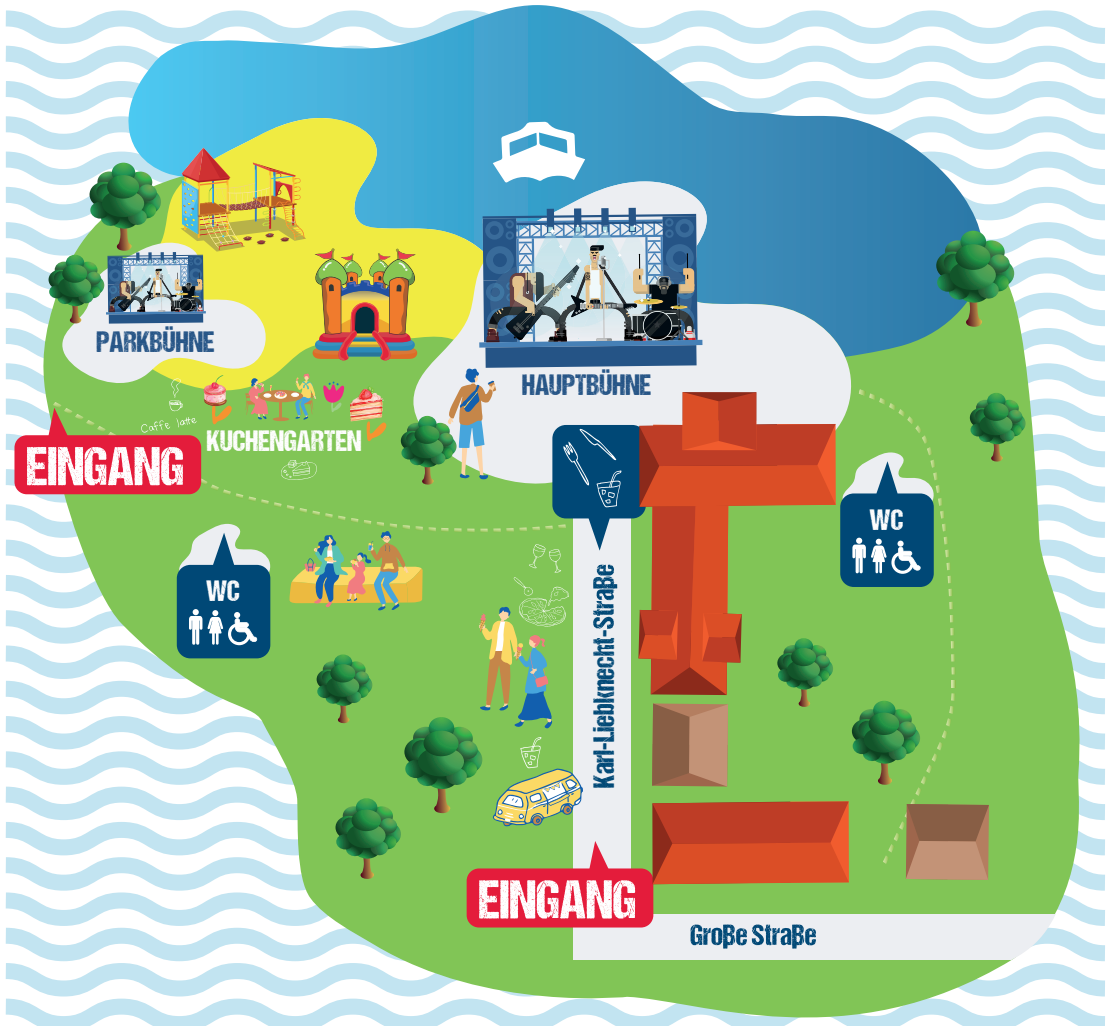 PARKBÜHNE
HAUPTBÜHNE
Caffe latte
KUCHENGARTEN
EINGANG
WC
WC
Karl-Liebknecht-Straße
EINGANG
Große Straße